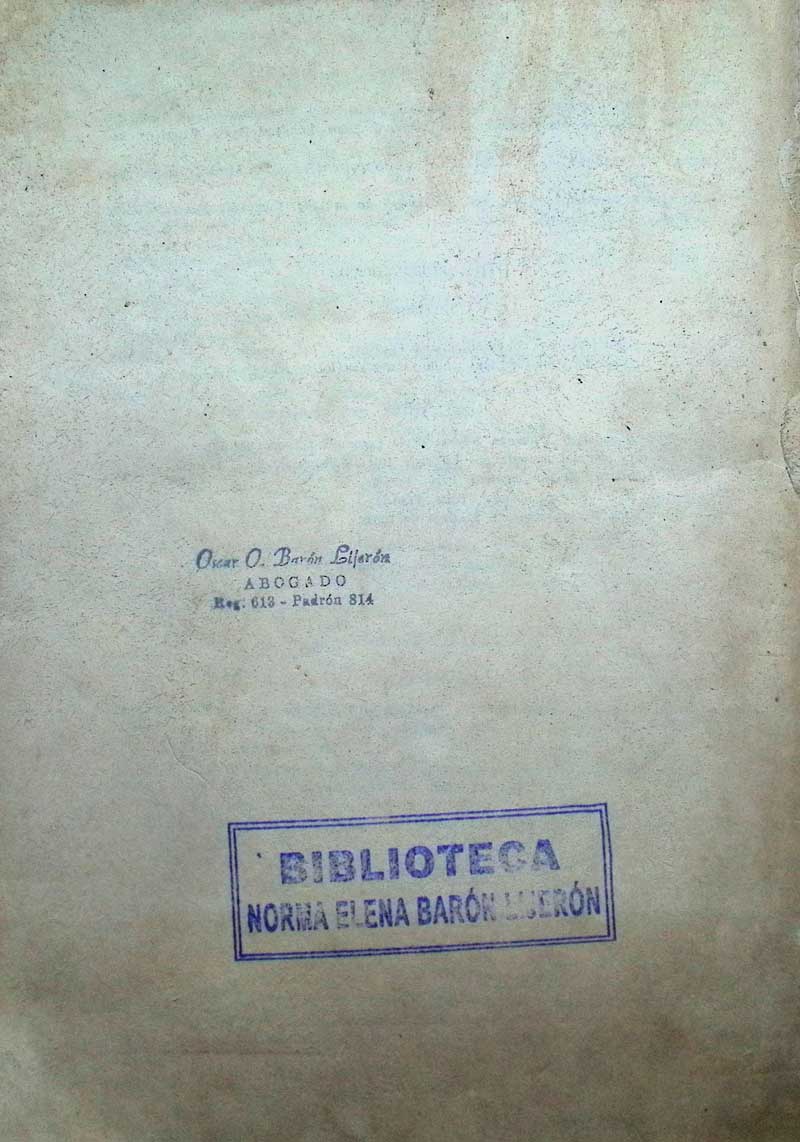 Oscar O. Barón Lijerón
ABOGADO
Reg. 613 - Padrón 814
BIBLIOTECA
NORMA ELENA BARÓN LIJERÓN